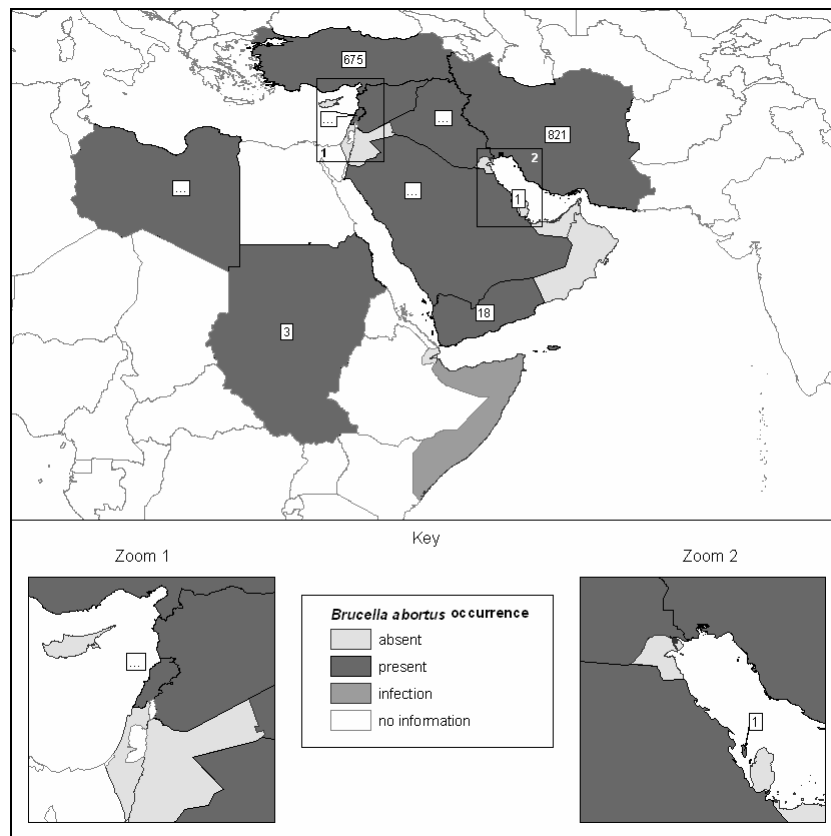 675
821
...
...
1
2
...
...
1
18
3
Key
Zoom 1
Zoom 2
Brucella abortus occurrence
absent
present
infection
no information
...
1